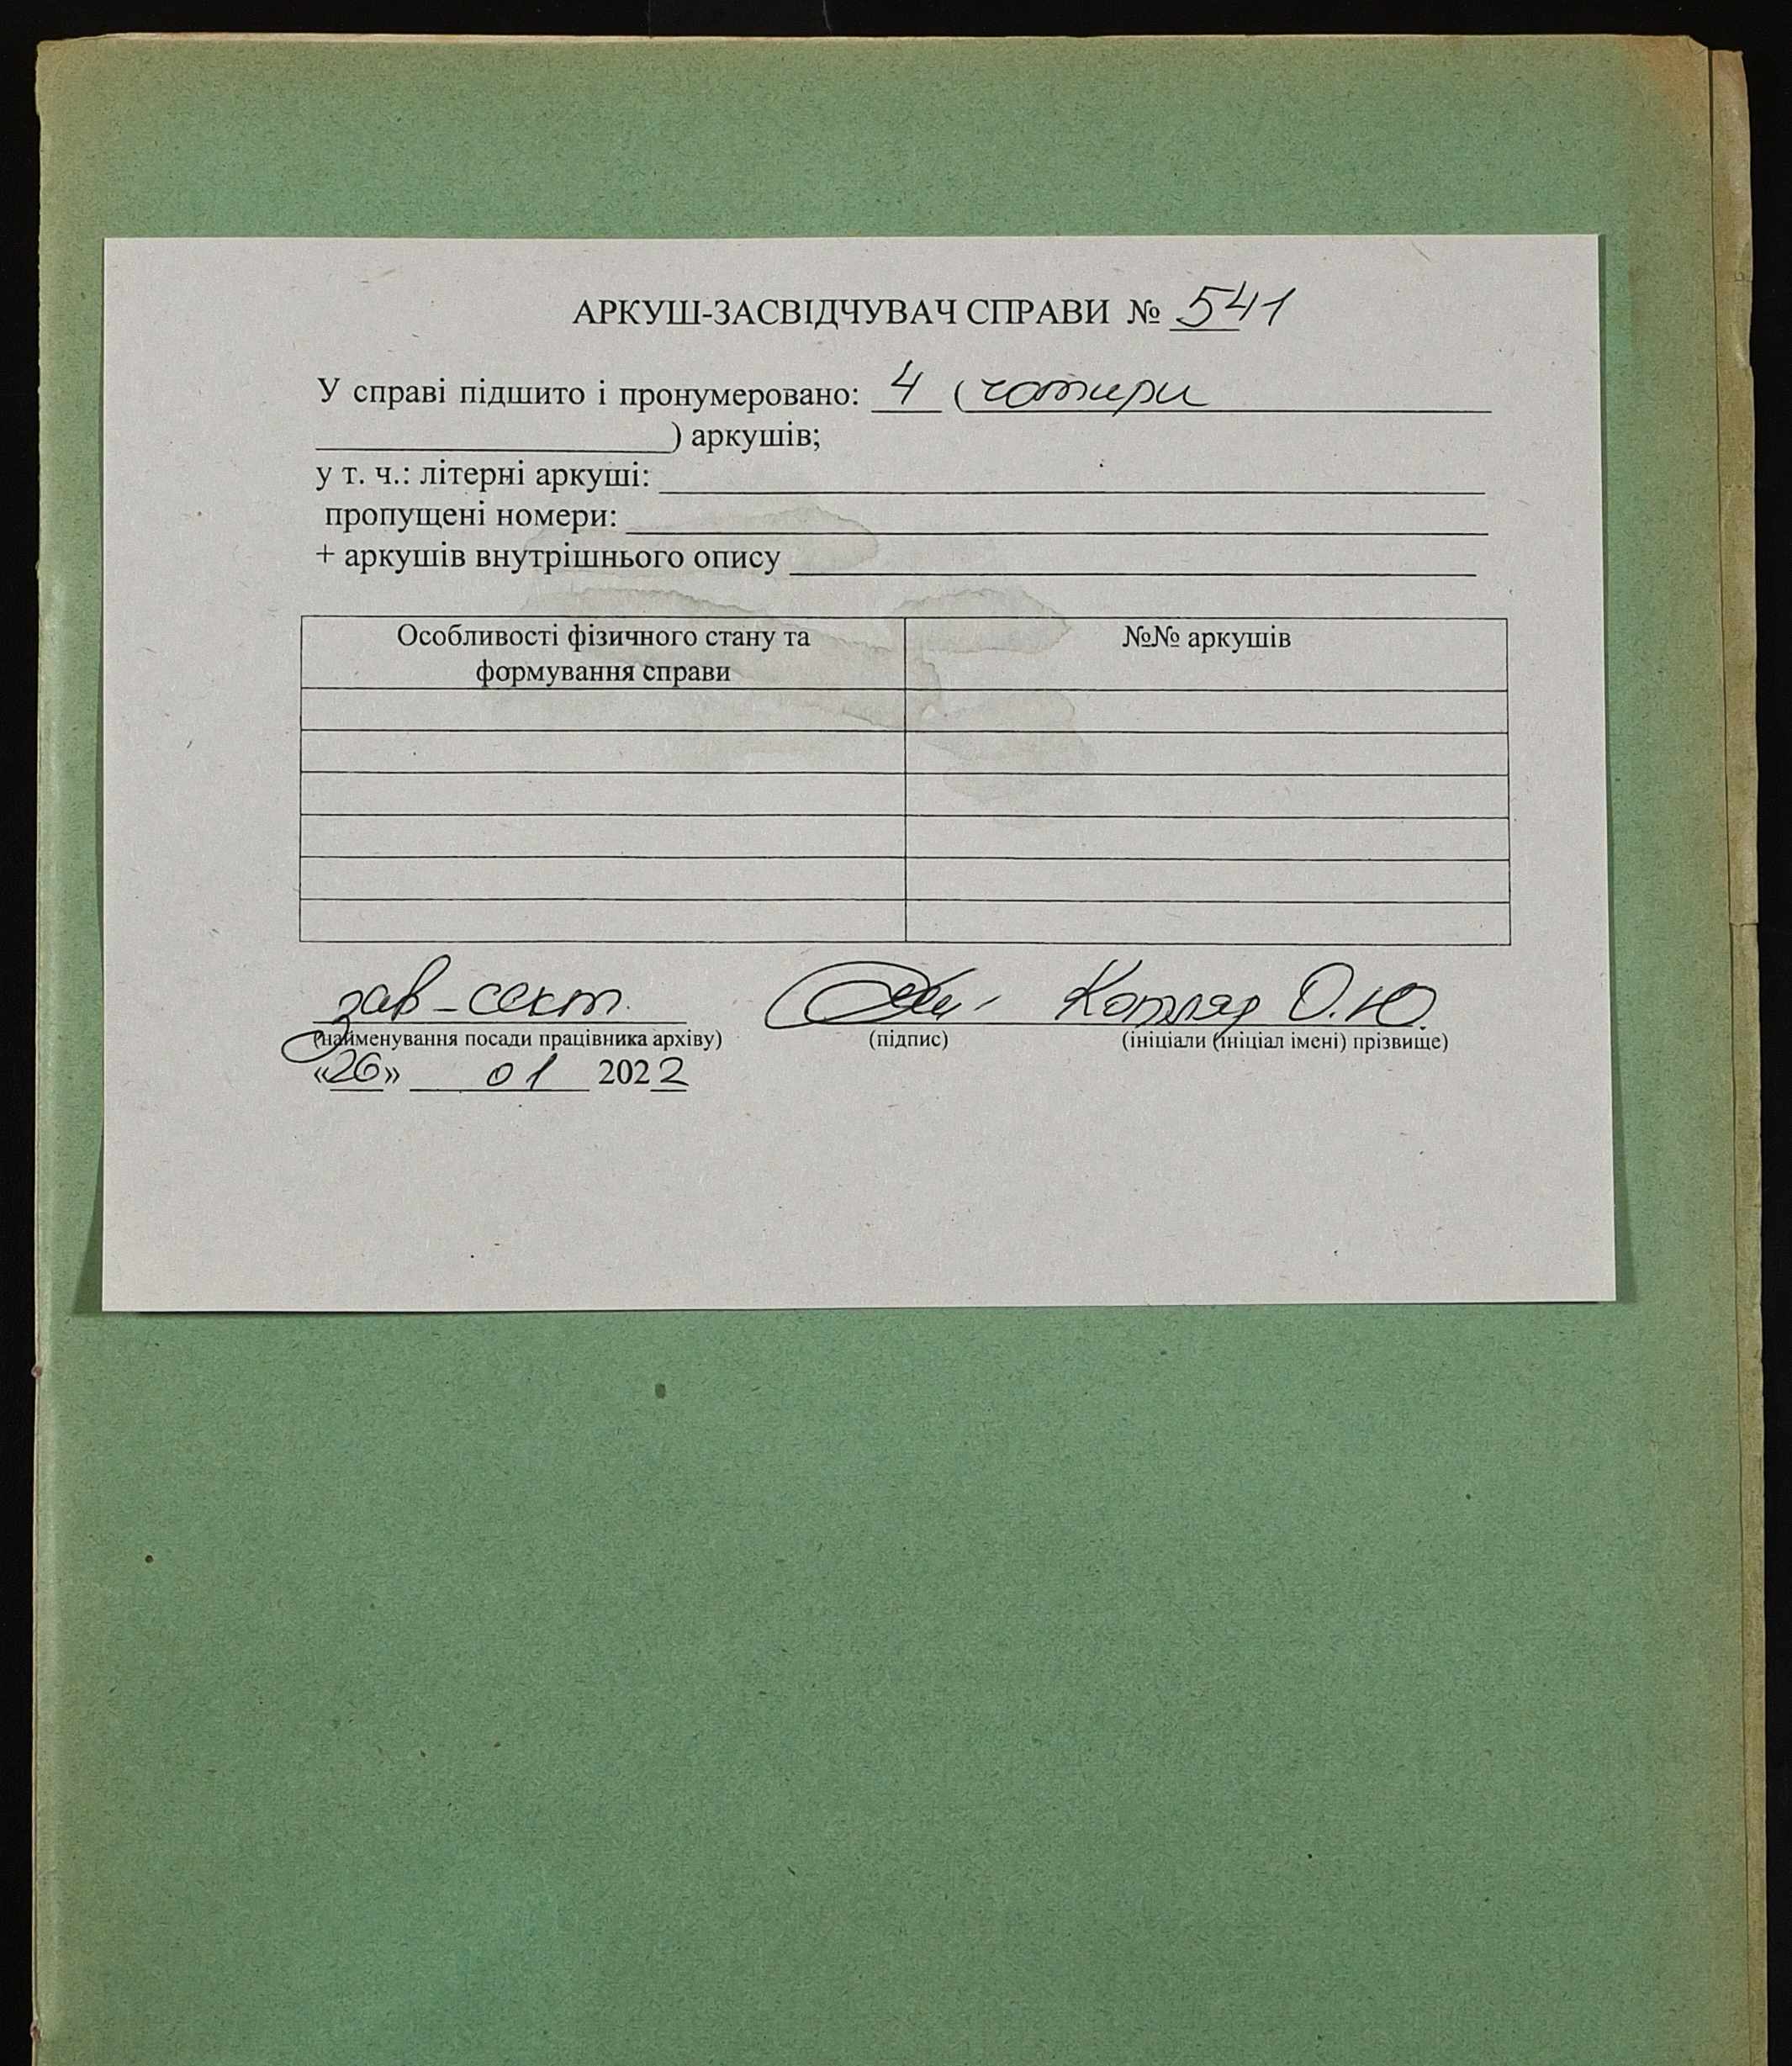 АРКУШ-ЗАСВІДЧУВАЧ СПРАВИ № 541
У справі підшито і пронумеровано: 4 (чотири
) аркушів;
у т. ч.: літерні аркуші:
пропущені номери:
+ аркушів внутрішнього опису
Особливості фізичного стану та №№ аркушів
формування справи
зав-сект. Котляр О.Ю.
(найменування посади працівника архіву) (підпис) (ініціали (ініціал імені) прізвище)
«26» 01 2022